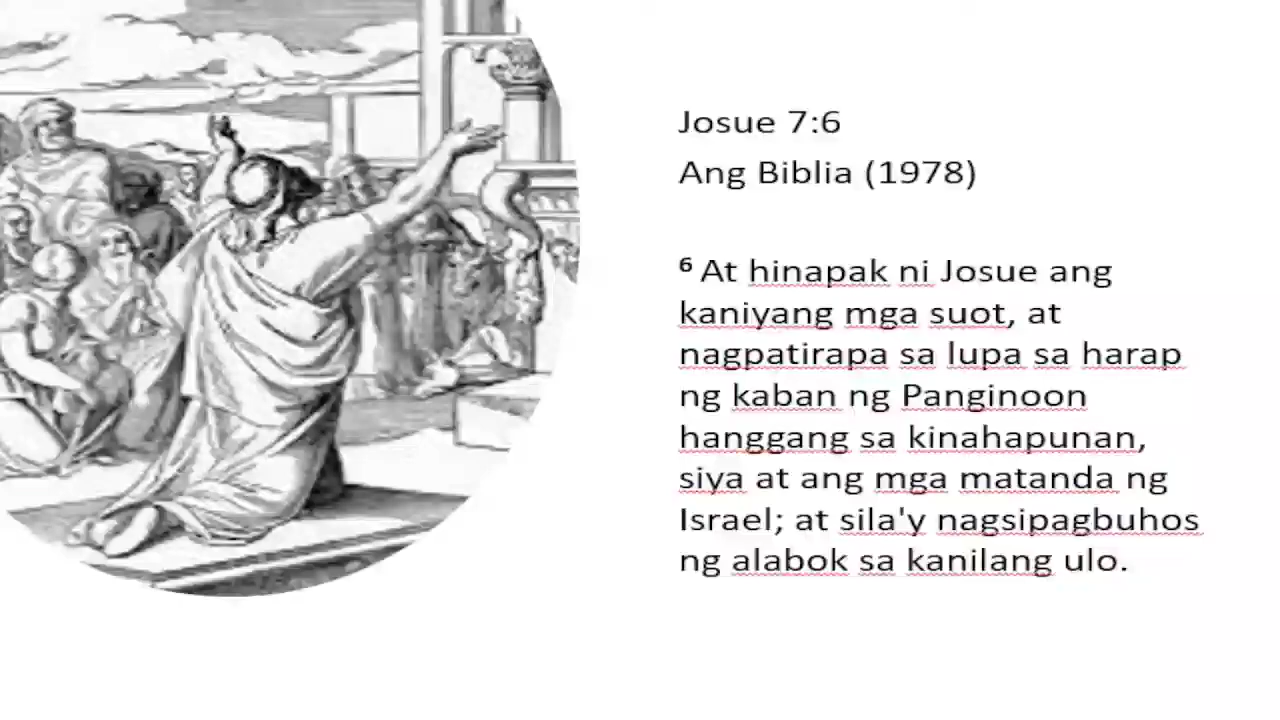 Josue 7:6
Ang Biblia (1978)
⁶ At hinapak ni Josue ang
kaniyang mga suot, at
nagpatirapa sa lupa sa harap
ng kaban ng Panginoon
hanggang sa kinahapunan,
siya at ang mga matanda ng
Israel; at sila'y nagsipagbuhos
ng alabok sa kanilang ulo.